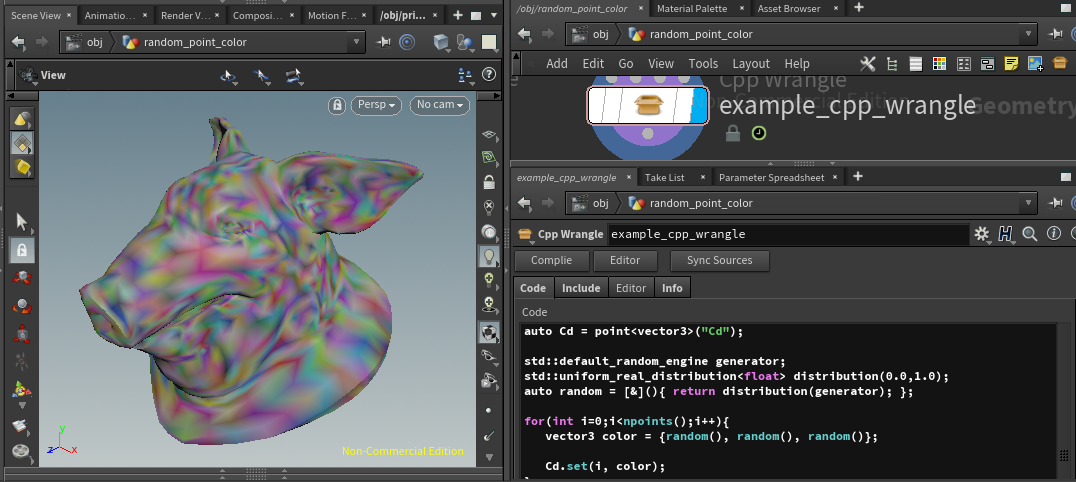 Scene View
Animatio...
Render V...
Composi...
Motion F...
/obj/pri...
obj
random_point_color
View
Persp
No cam
Non-Commercial Edition
y
z
x
/obj/random_point_color
Material Palette
Asset Browser
obj
random_point_color
Add Edit Go View Tools Layout Help
Cpp Wrangle
Edition
Geometry
example_cpp_wrangle
example_cpp_wrangle
Take List
Parameter Spreadsheet
obj
random_point_color
Cpp Wrangle example_cpp_wrangle
Complie
Editor
Sync Sources
Code
Include
Editor
Info
Code
auto Cd = point<vector3>("Cd");
std::default_random_engine generator;
std::uniform_real_distribution<float> distribution(0.0,1.0);
auto random = [&](){ return distribution(generator); };
for(int i=0;i<npoints();i++){
vector3 color = {random(), random(), random()};
Cd.set(i, color);